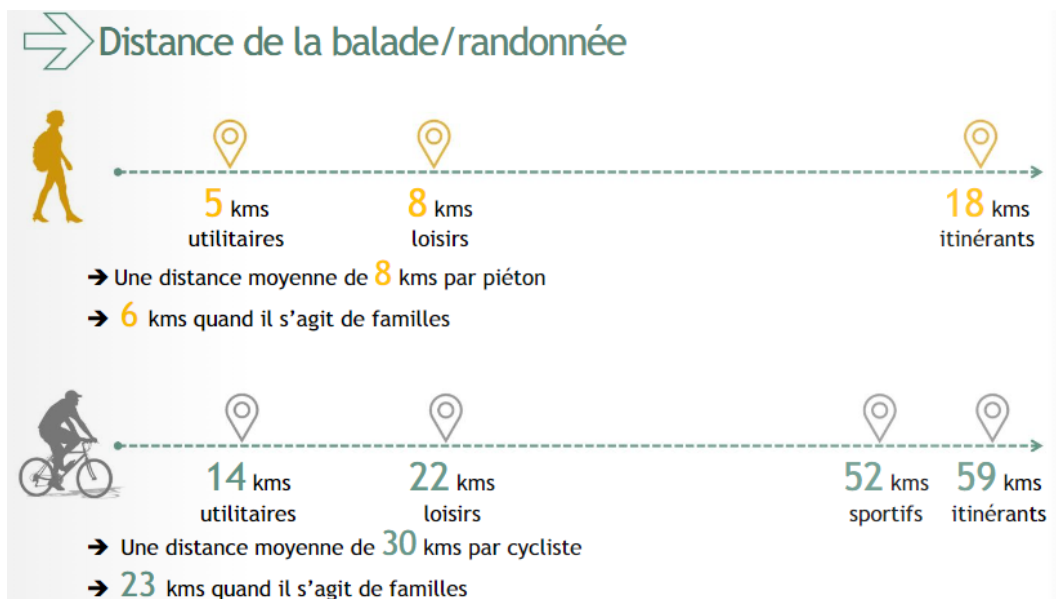 Distance de la balade/randonnée
5 kms 8 kms 18 kms
utilitaires loisirs itinérants
➔ Une distance moyenne de 8 kms par piéton
➔ 6 kms quand il s'agit de familles
14 kms 22 kms 52 kms 59 kms
utilitaires loisirs sportifs itinérants
➔ Une distance moyenne de 30 kms par cycliste
➔ 23 kms quand il s'agit de familles